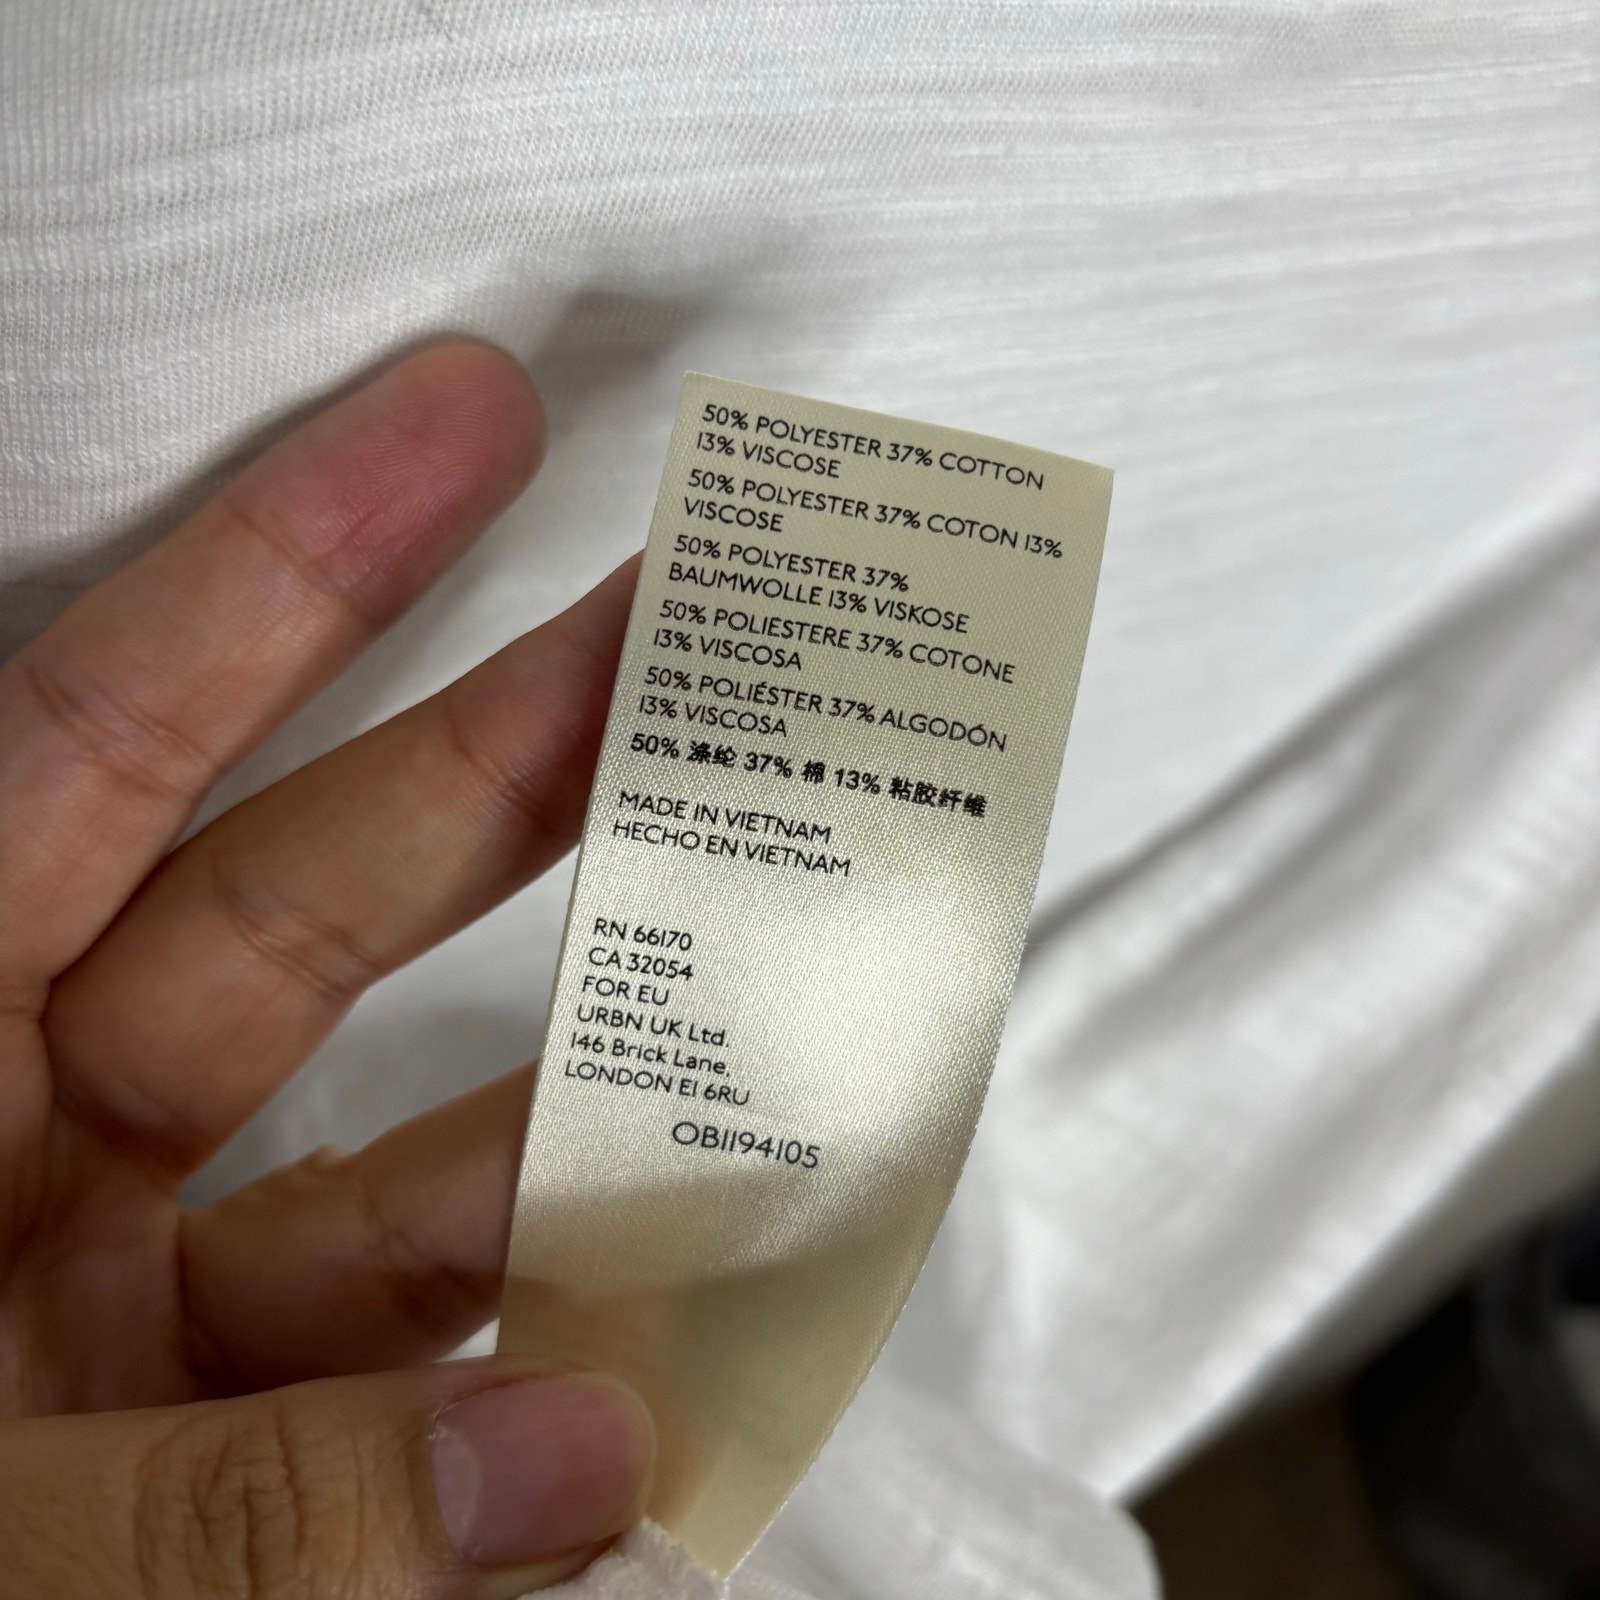 50% POLYESTER 37% COTTON
13% VISCOSE
50% POLYESTER 37% COTON 13%
VISCOSE
50% POLYESTER 37%
BAUMWOLLE 13% VISKOSE
50% POLIESTERE 37% COTONE
13% VISCOSA
50% POLIÉSTER 37% ALGODÓN
13% VISCOSA
50% 涤纶 37% 棉 13% 粘胶纤维
MADE IN VIETNAM
HECHO EN VIETNAM
RN 66170
CA 32054
FOR EU
URBN UK Ltd.
146 Brick Lane,
LONDON E1 6RU
OB1194105